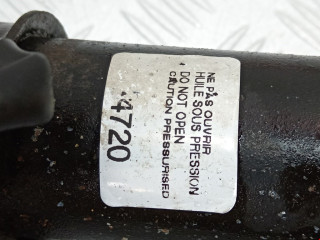 NE PAS OUVRIR
HUILE SOUS PRESSION
DO NOT OPEN
CAUTION PRESSURISED
4720